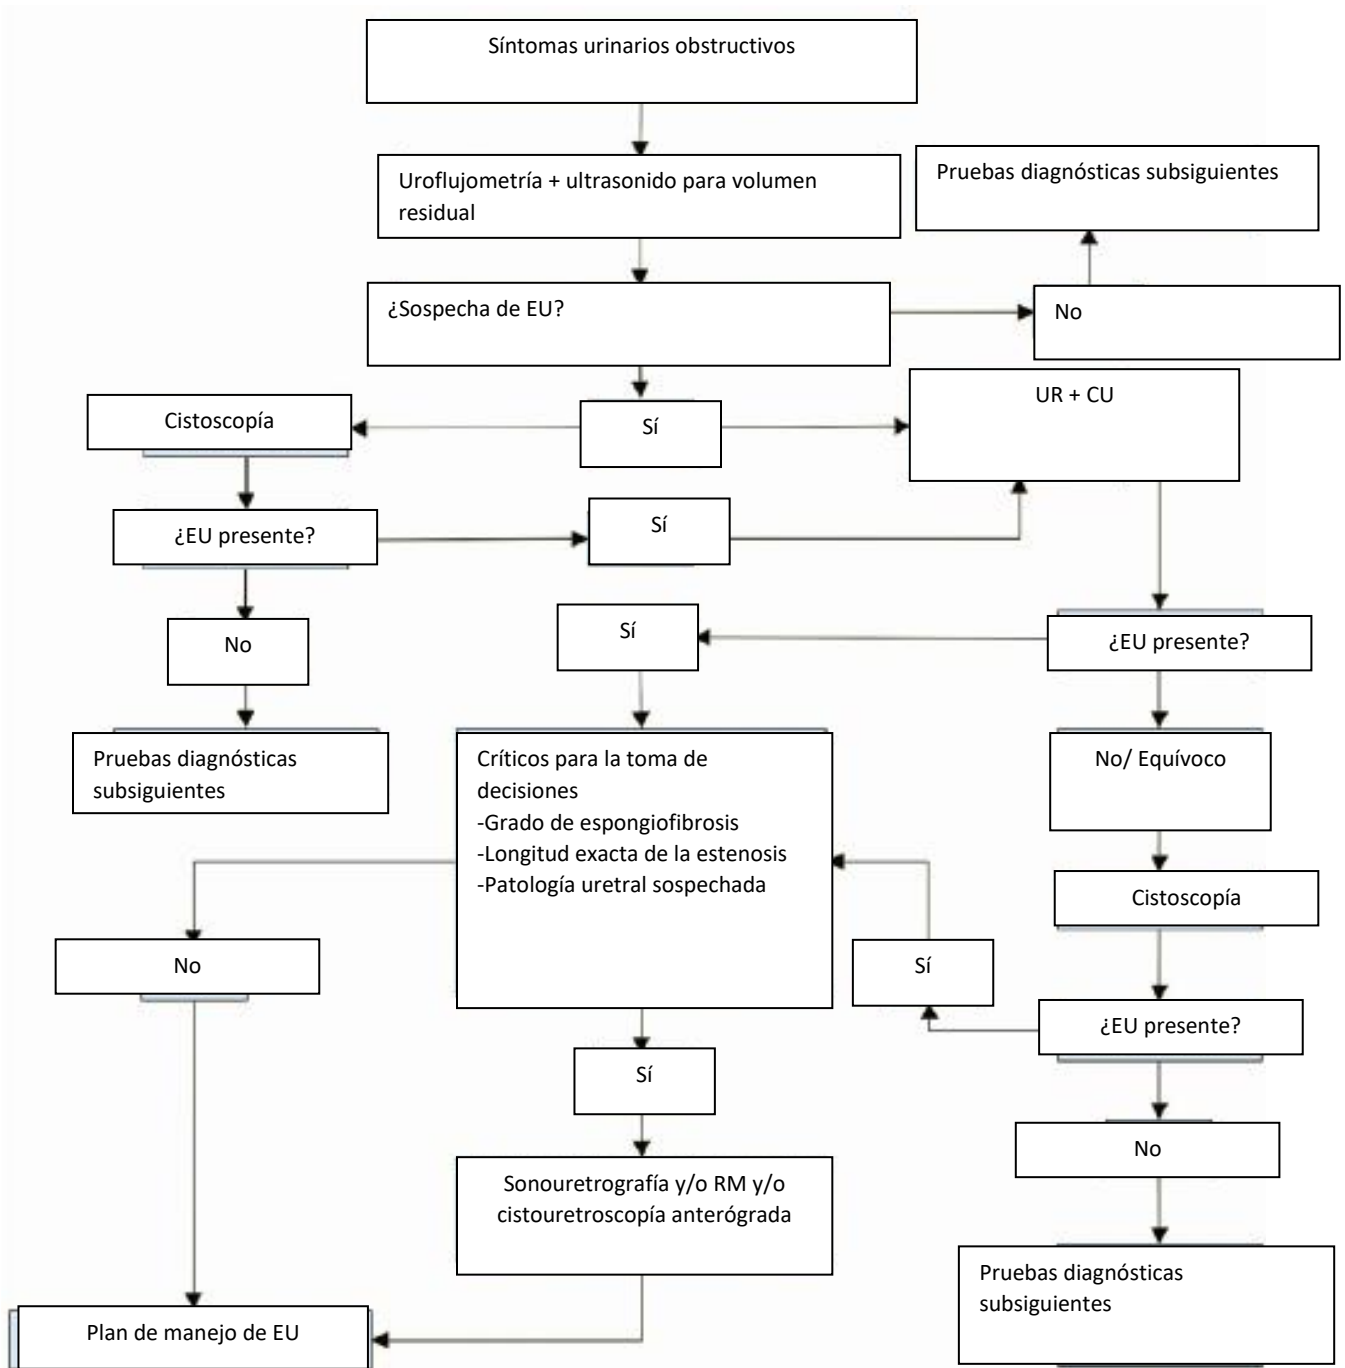 Síntomas urinarios obstructivos
Uroflujometría + ultrasonido para volumen
residual
Pruebas diagnósticas subsiguientes
¿Sospecha de EU?
No
Cistoscopía
Sí
UR + CU
¿EU presente?
Sí
No
Sí
¿EU presente?
Pruebas diagnósticas
subsiguientes
Críticos para la toma de
decisiones
-Grado de espongiofibrosis
-Longitud exacta de la estenosis
-Patología uretral sospechada
No/ Equívoco
Cistoscopía
No
Sí
¿EU presente?
Sí
No
Sonouretrografía y/o RM y/o
cistouretroscopía anterógrada
Pruebas diagnósticas
subsiguientes
Plan de manejo de EU